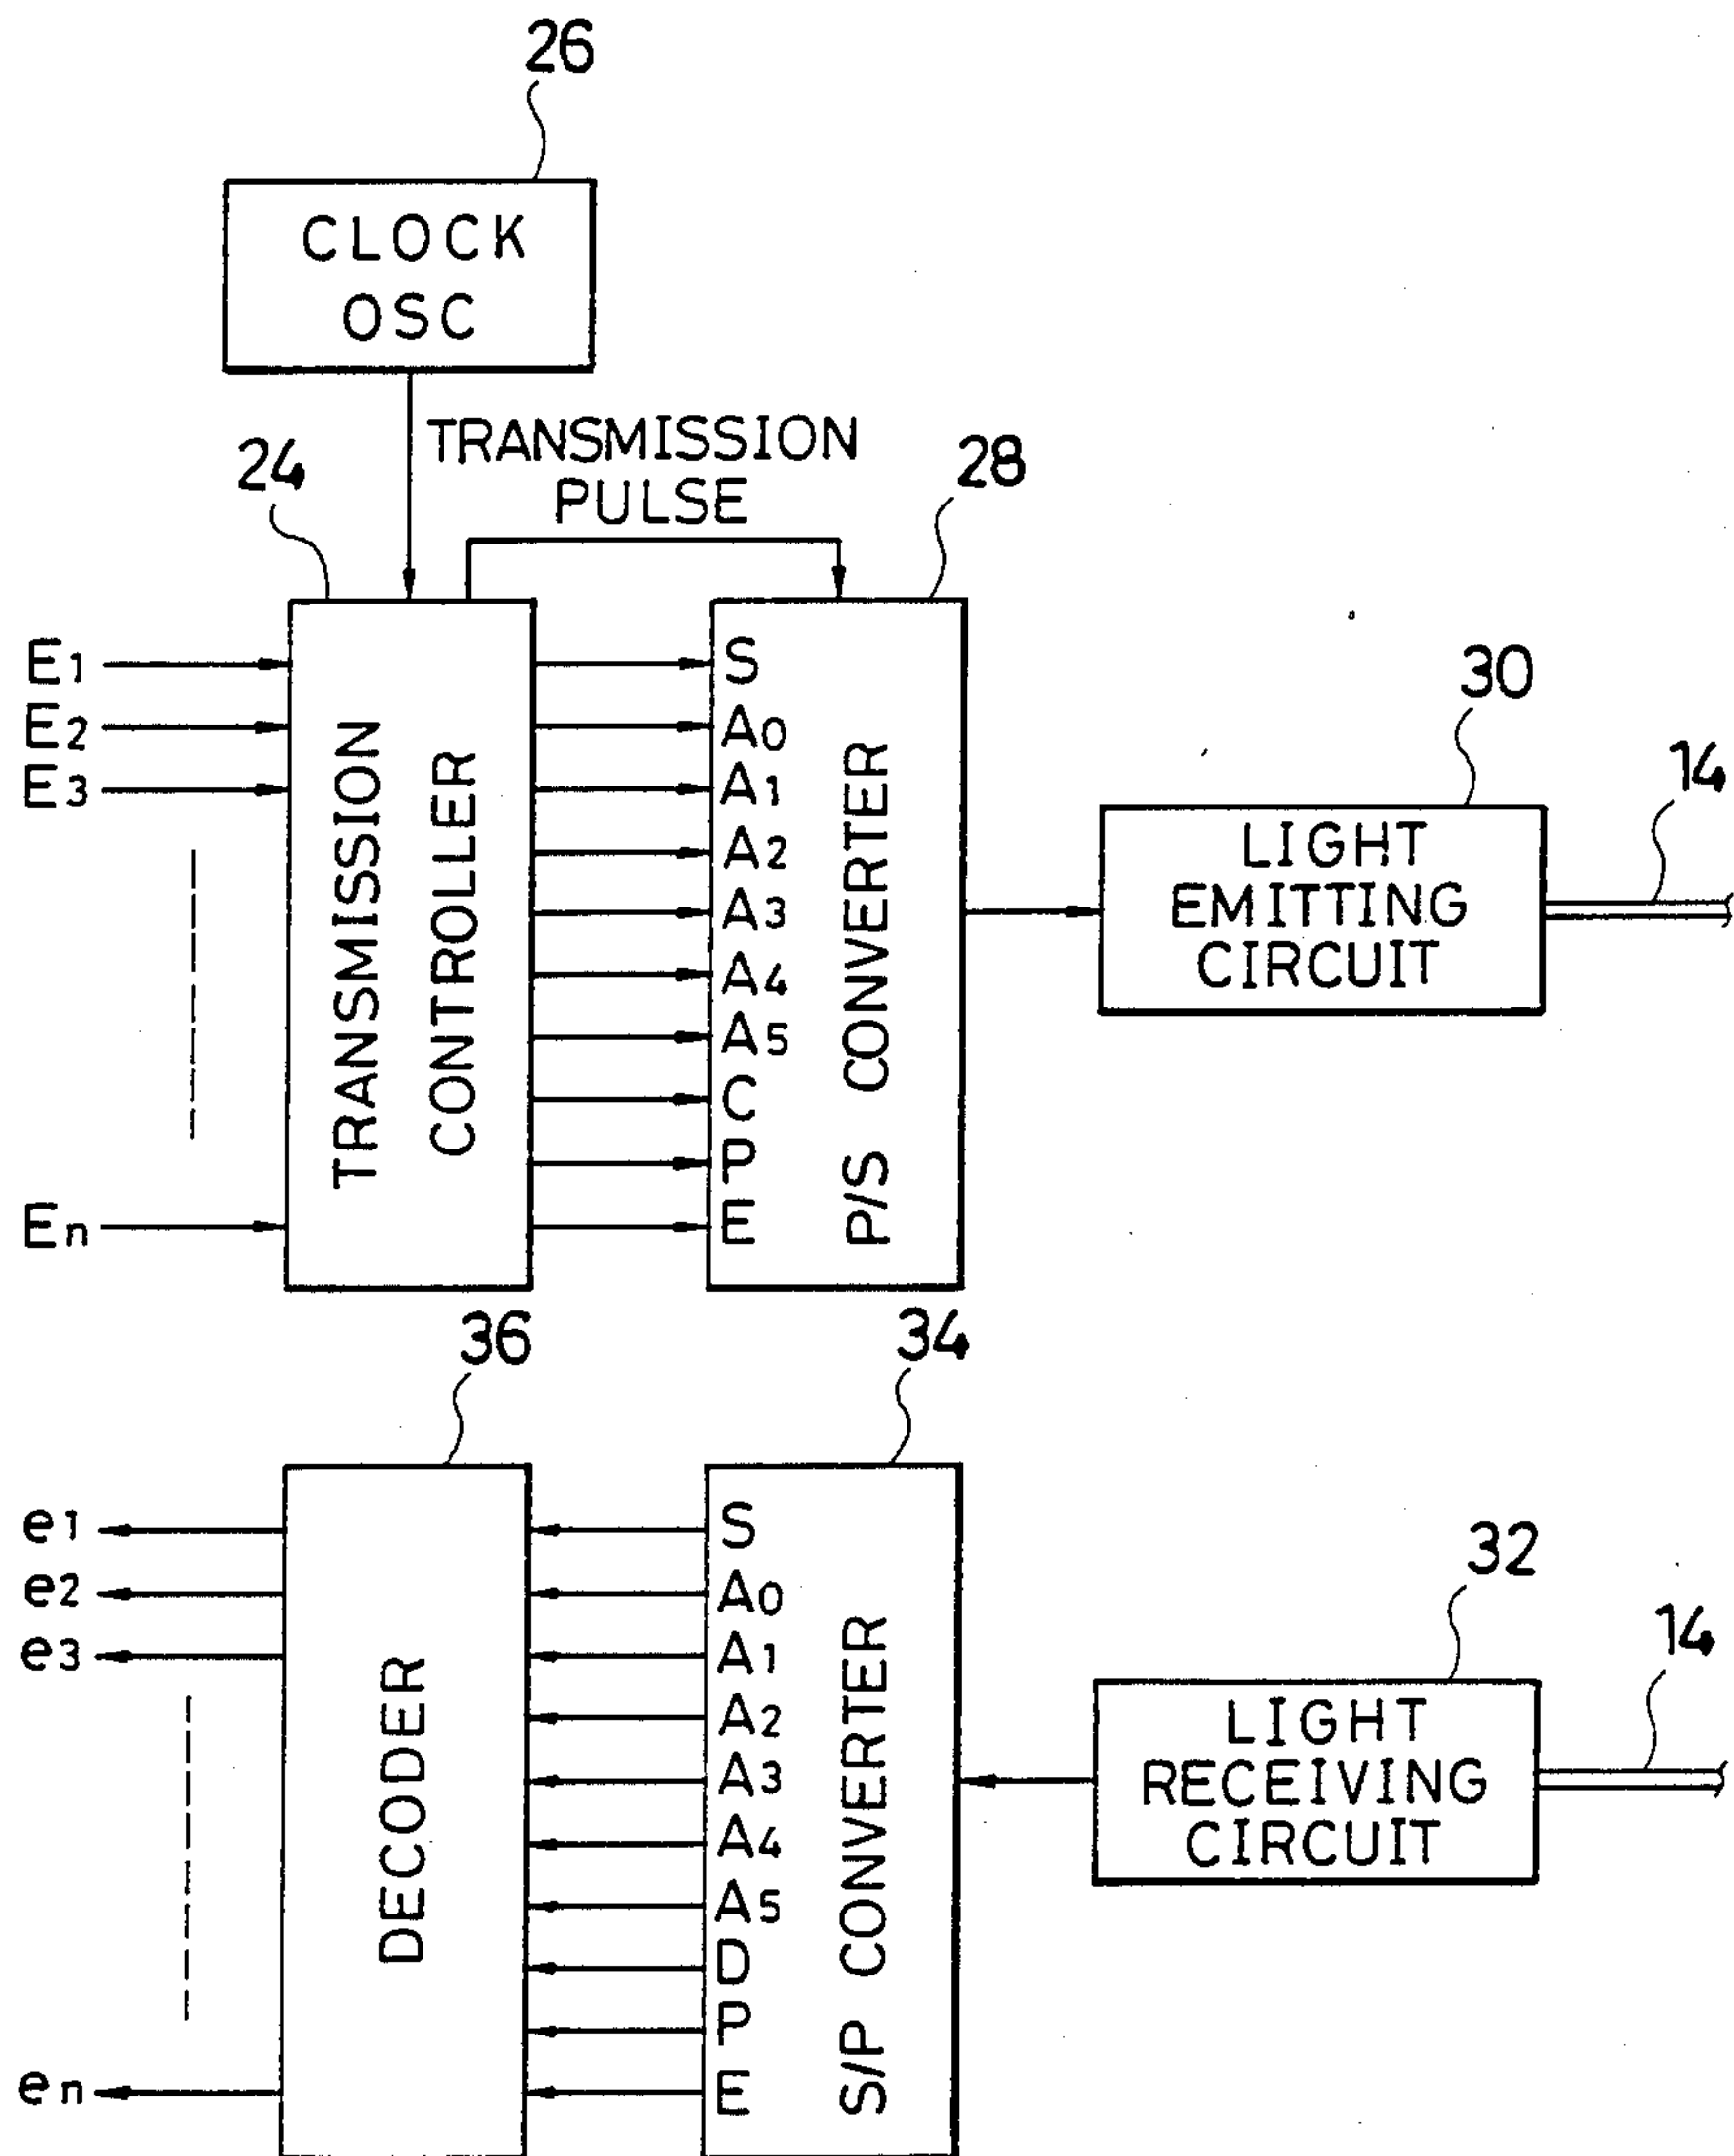 26
CLOCK
OSC
TRANSMISSION
PULSE
24
28
E1
E2
E3
En
TRANSMISSION
CONTROLLER
S
A0
A1
A2
A3
A4
A5
C
P
E
P/S CONVERTER
30
LIGHT
EMITTING
CIRCUIT
14
36
34
e1
e2
e3
en
DECODER
S
A0
A1
A2
A3
A4
A5
D
P
E
S/P CONVERTER
32
LIGHT
RECEIVING
CIRCUIT
14